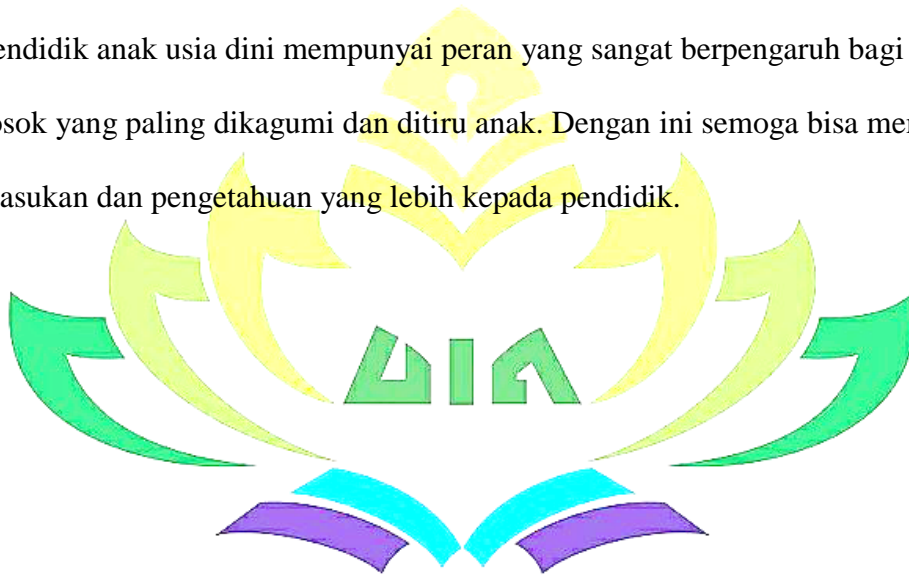 endidik anak usia dini mempunyai peran yang sangat berpengaruh bagi
osok yang paling dikagumi dan ditiru anak. Dengan ini semoga bisa mer
asukan dan pengetahuan yang lebih kepada pendidik.